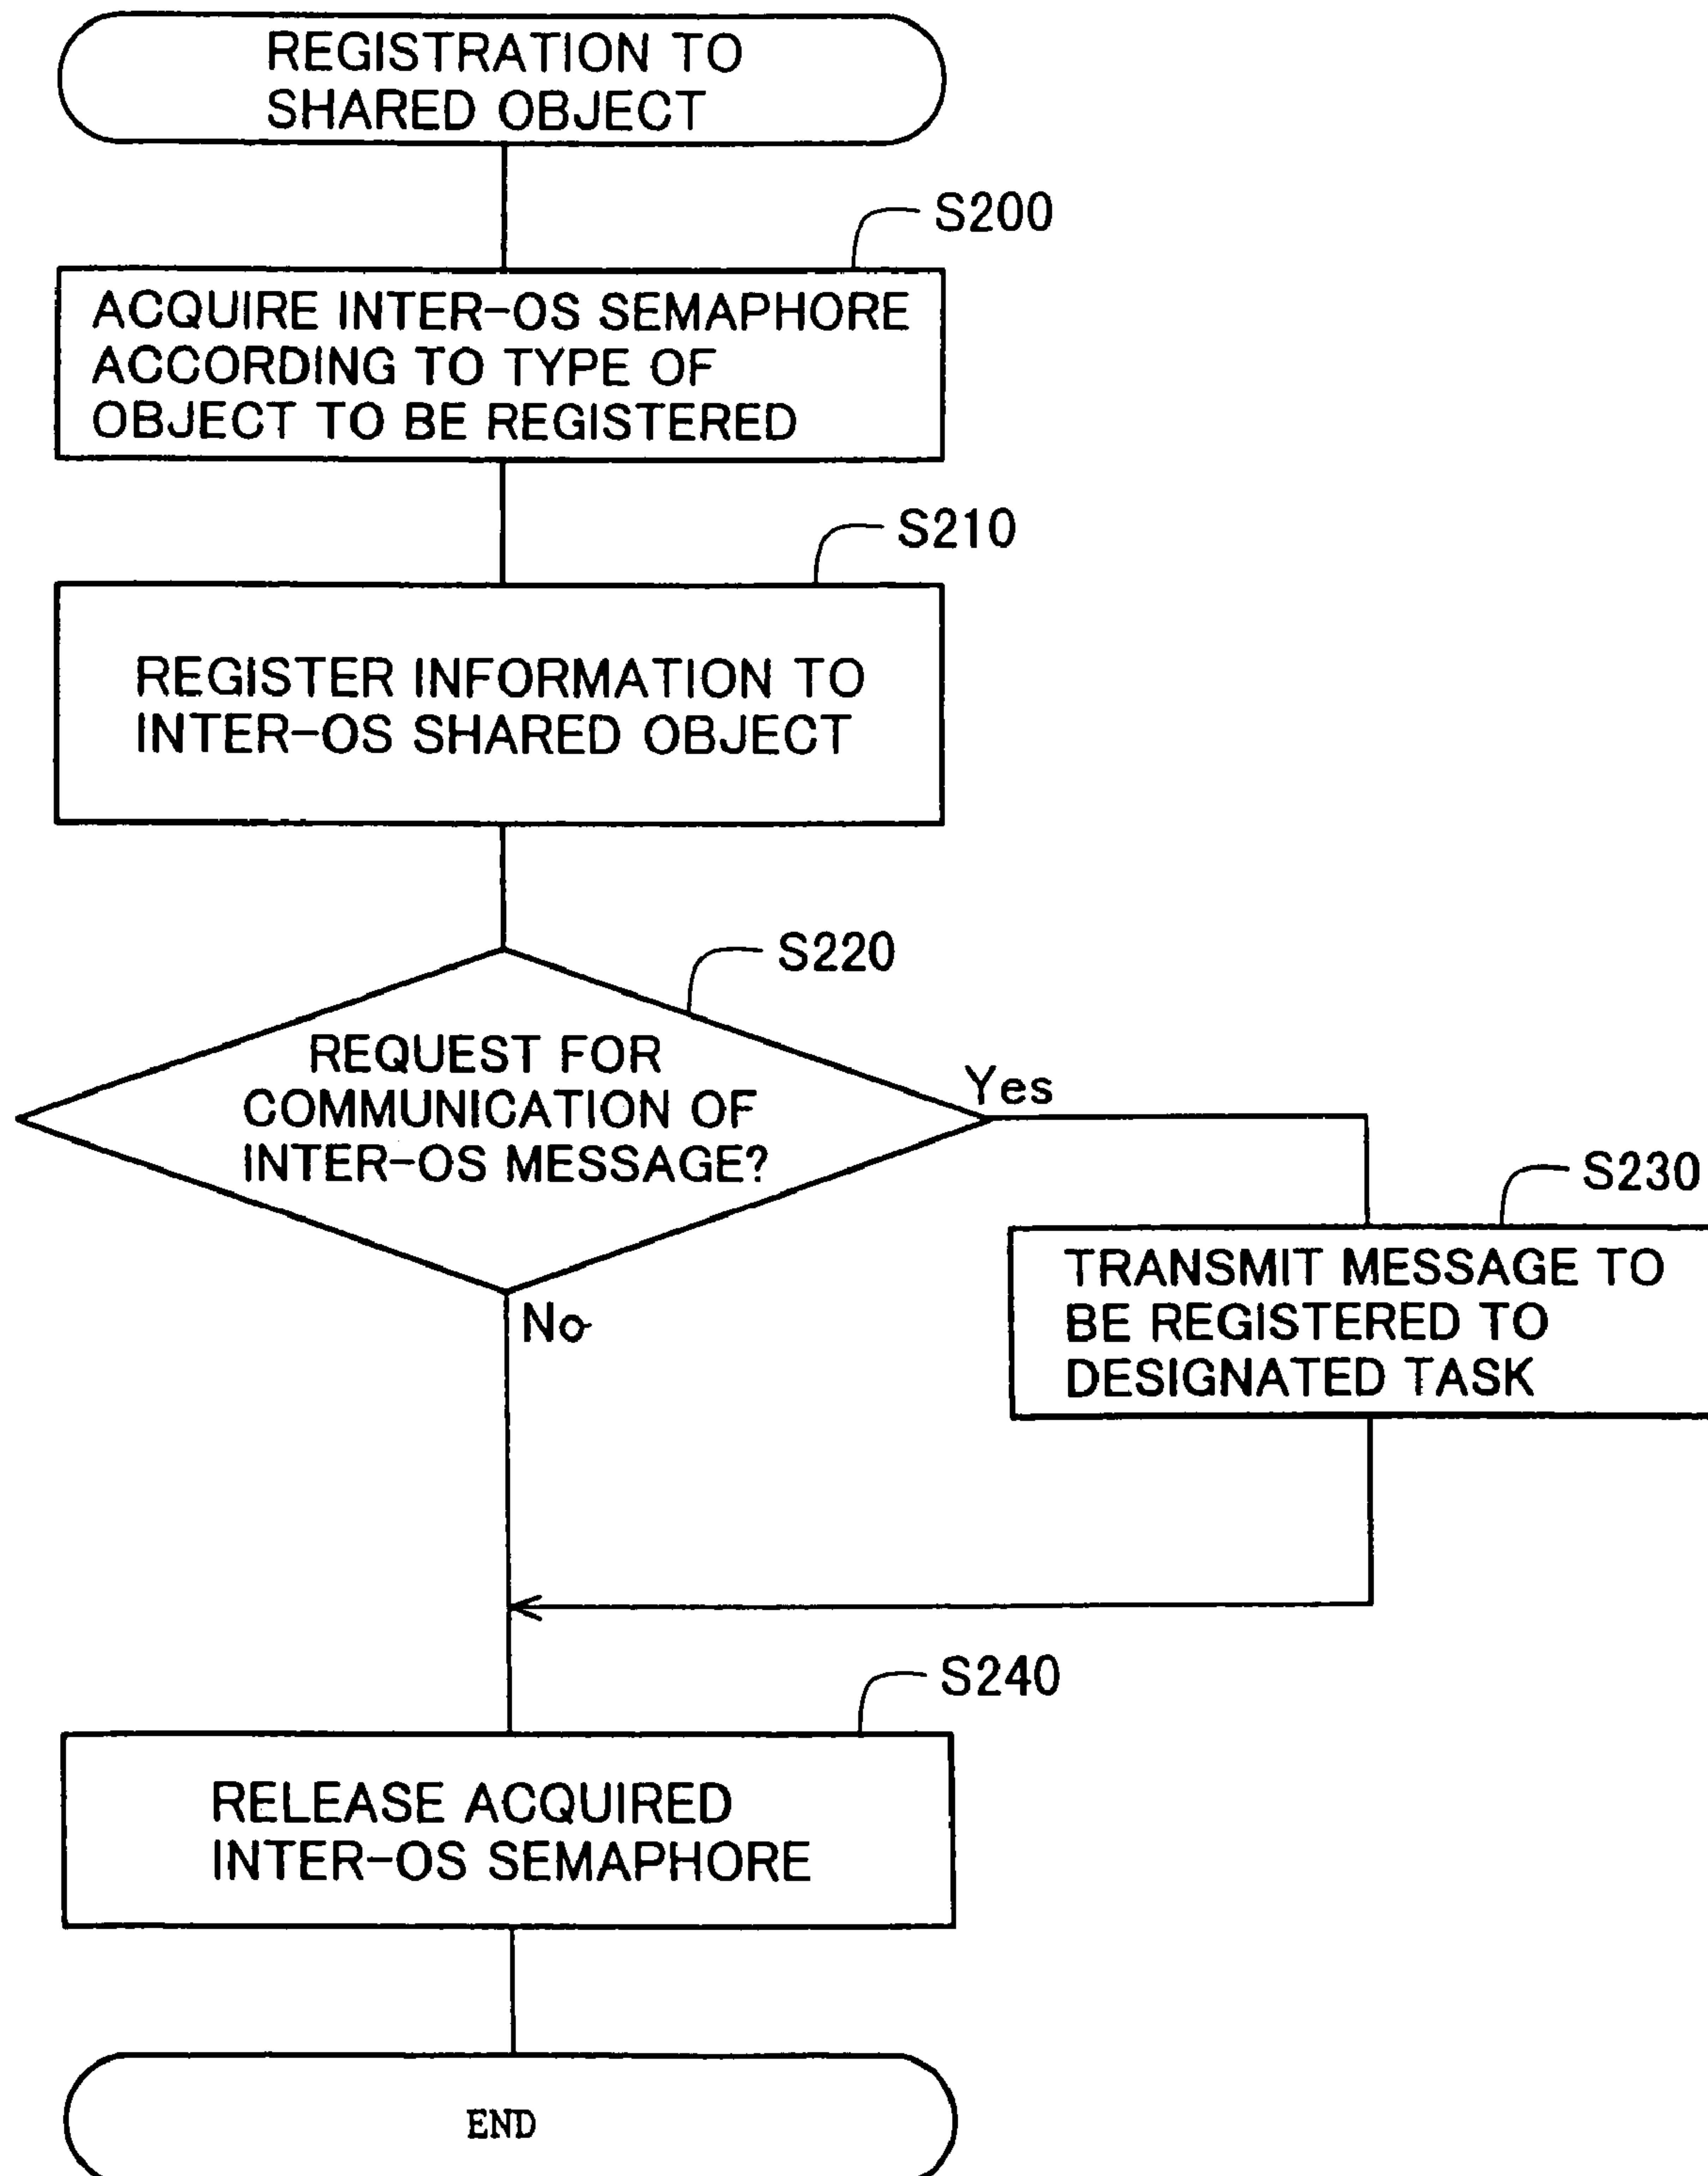 REGISTRATION TO
SHARED OBJECT
S200
ACQUIRE INTER-OS SEMAPHORE
ACCORDING TO TYPE OF
OBJECT TO BE REGISTERED
S210
REGISTER INFORMATION TO
INTER-OS SHARED OBJECT
S220
REQUEST FOR
COMMUNICATION OF
INTER-OS MESSAGE?
Yes
No
S230
TRANSMIT MESSAGE TO
BE REGISTERED TO
DESIGNATED TASK
S240
RELEASE ACQUIRED
INTER-OS SEMAPHORE
END